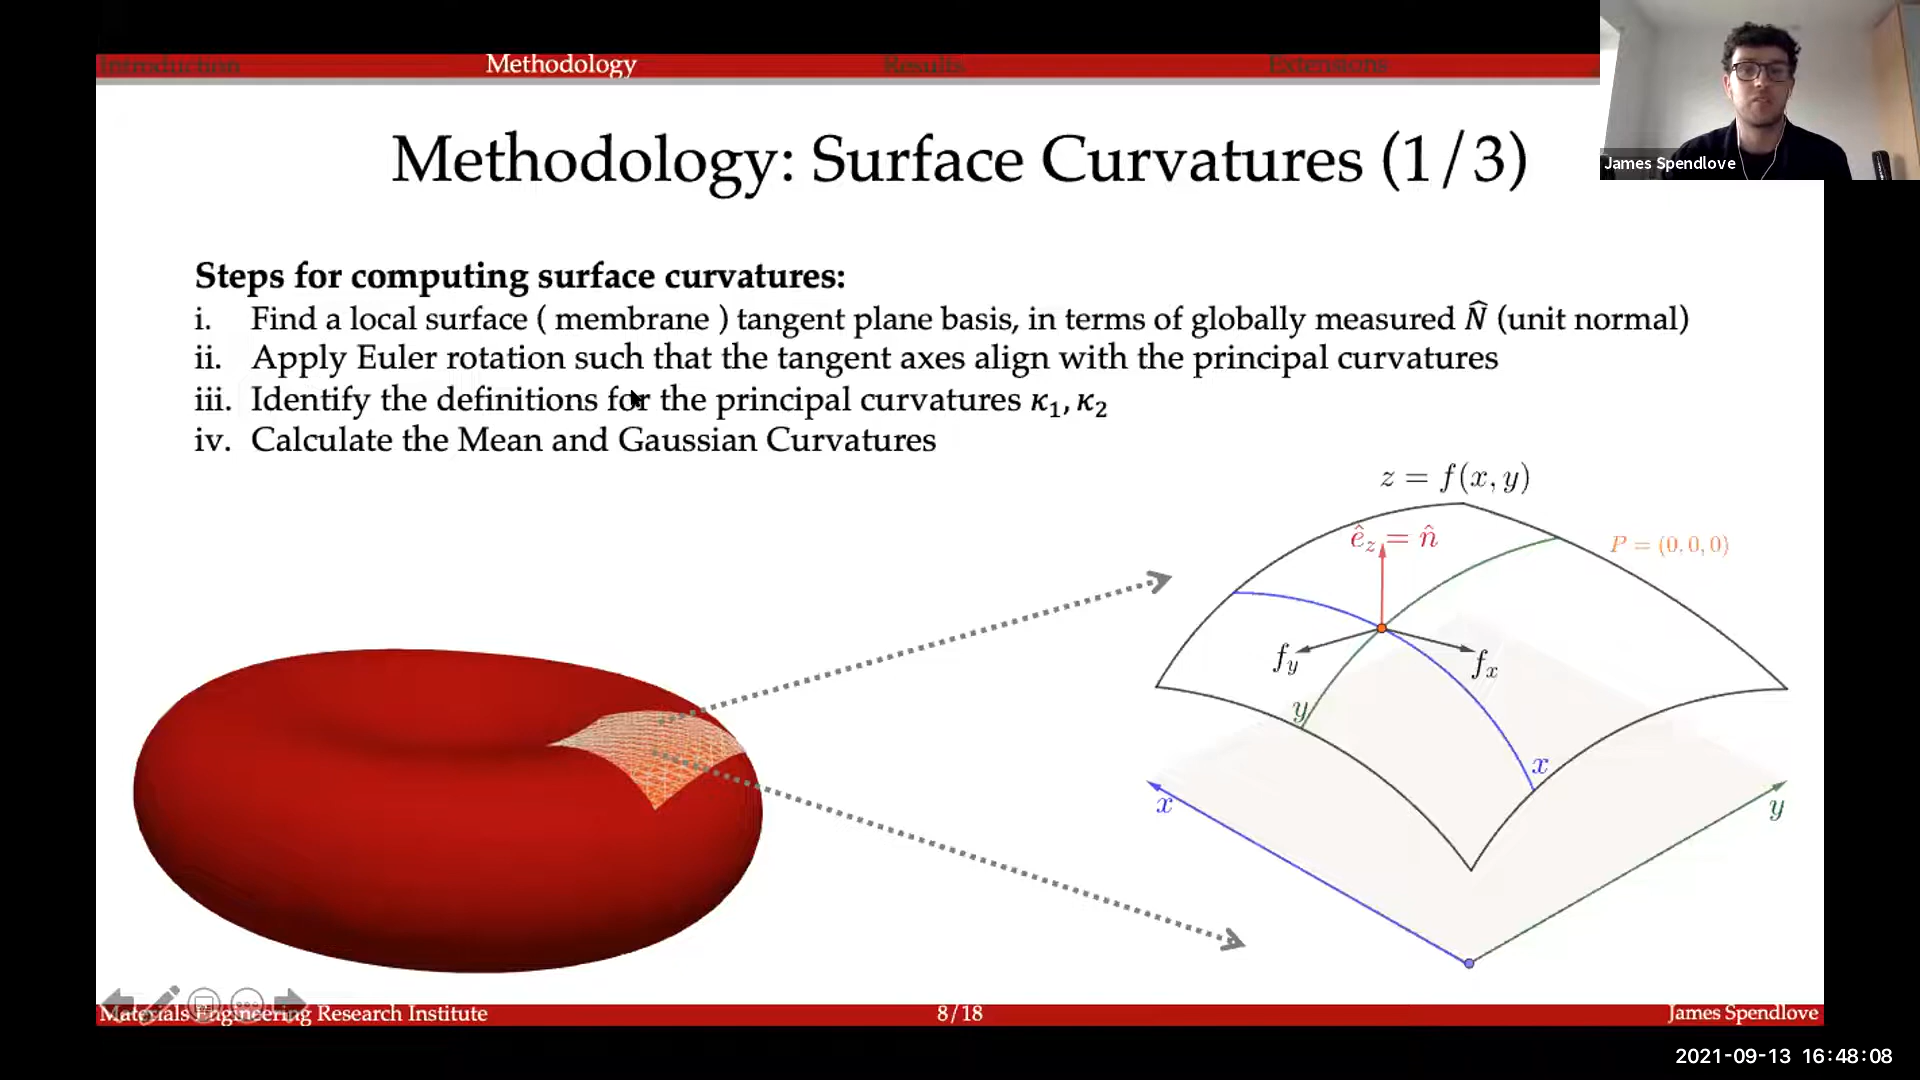 Introduction
Methodology
Results
Extensions
James Spendlove
Methodology: Surface Curvatures (1/3)
Steps for computing surface curvatures:
i. Find a local surface ( membrane ) tangent plane basis, in terms of globally measured N̂ (unit normal)
ii. Apply Euler rotation such that the tangent axes align with the principal curvatures
iii. Identify the definitions for the principal curvatures κ₁, κ₂
iv. Calculate the Mean and Gaussian Curvatures
z = f(x, y)
ê_z = n̂
P = (0, 0, 0)
f_y
f_x
y
x
x
y
Materials Engineering Research Institute
8/18
James Spendlove
2021-09-13 16:48:08